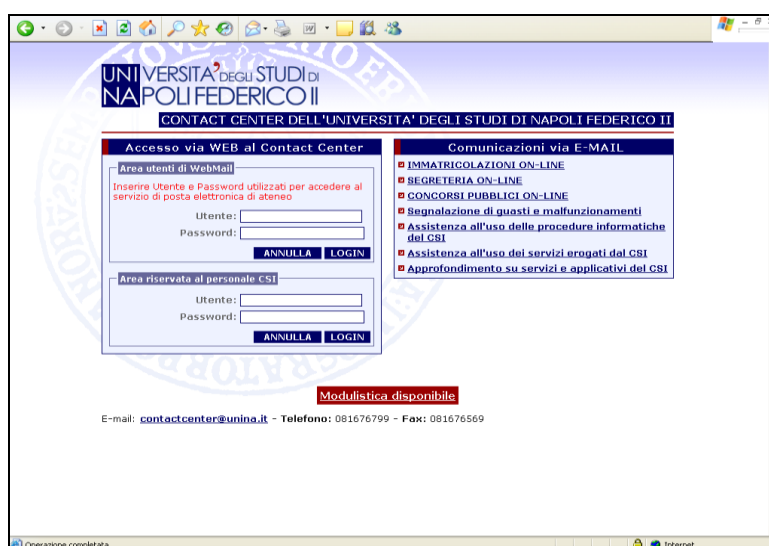 UNIVERSITA' DEGLI STUDI DI
NAPOLI FEDERICO II
CONTACT CENTER DELL'UNIVERSITA' DEGLI STUDI DI NAPOLI FEDERICO II
Accesso via WEB al Contact Center
Area utenti di WebMail
Inserire Utente e Password utilizzati per accedere al
servizio di posta elettronica di ateneo
Utente:
Password:
ANNULLA LOGIN
Area riservata al personale CSI
Utente:
Password:
ANNULLA LOGIN
Comunicazioni via E-MAIL
IMMATRICOLAZIONI ON-LINE
SEGRETERIA ON-LINE
CONCORSI PUBBLICI ON-LINE
Segnalazione di guasti e malfunzionamenti
Assistenza all'uso delle procedure informatiche
del CSI
Assistenza all'uso dei servizi erogati dal CSI
Approfondimento su servizi e applicativi del CSI
Modulistica disponibile
E-mail: contactcenter@unina.it - Telefono: 081676799 - Fax: 081676569
Operazione completata
Internet